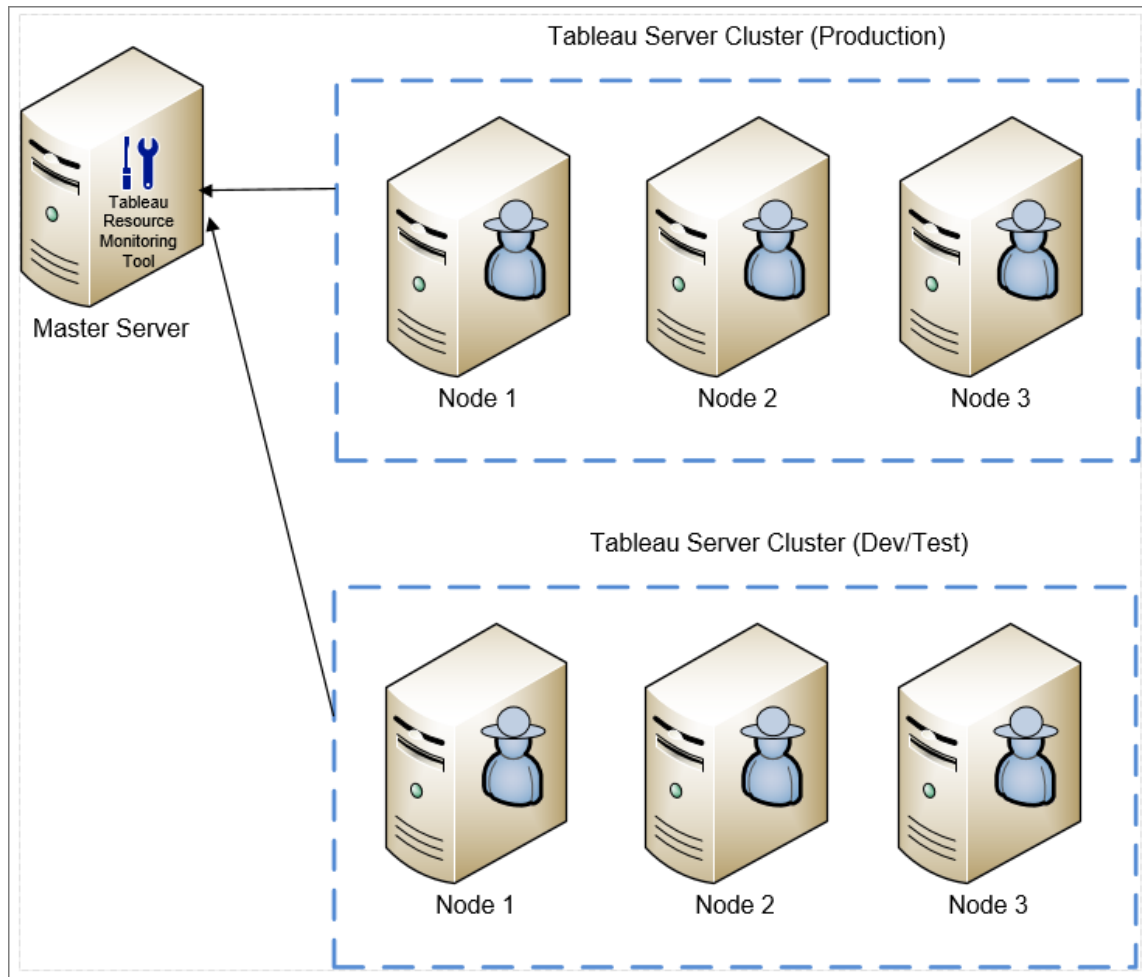 Tableau Server Cluster (Production)
Tableau
Resource
Monitoring
Tool
Master Server
Node 1
Node 2
Node 3
Tableau Server Cluster (Dev/Test)
Node 1
Node 2
Node 3